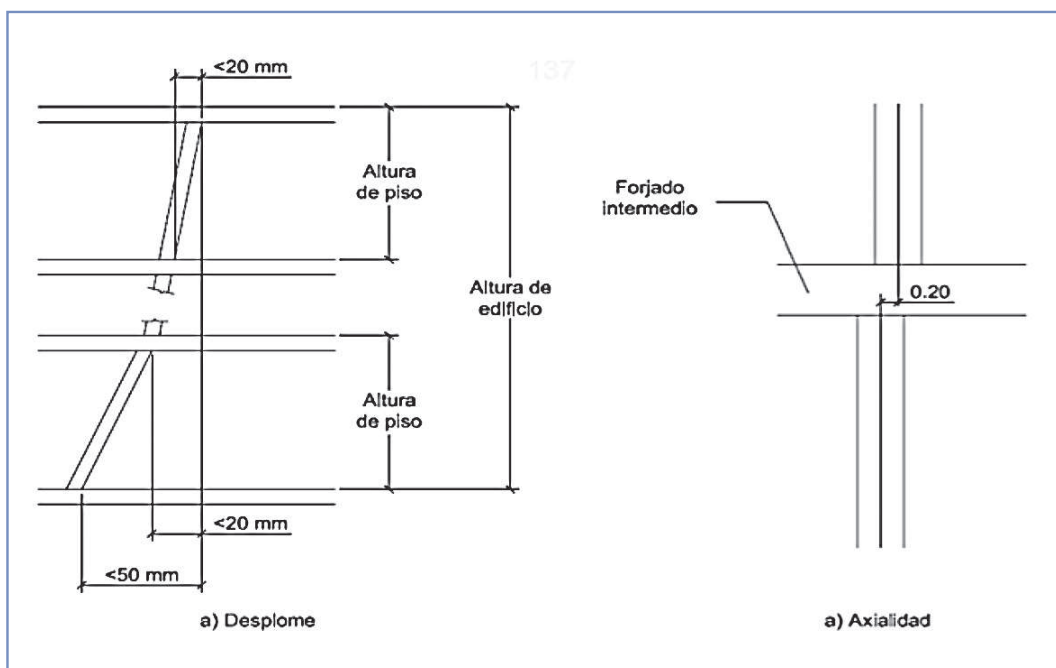 137
<20 mm
Altura
de piso
Altura de
edificio
Altura
de piso
<20 mm
<50 mm
a) Desplome
Forjado
intermedio
0.20
a) Axialidad